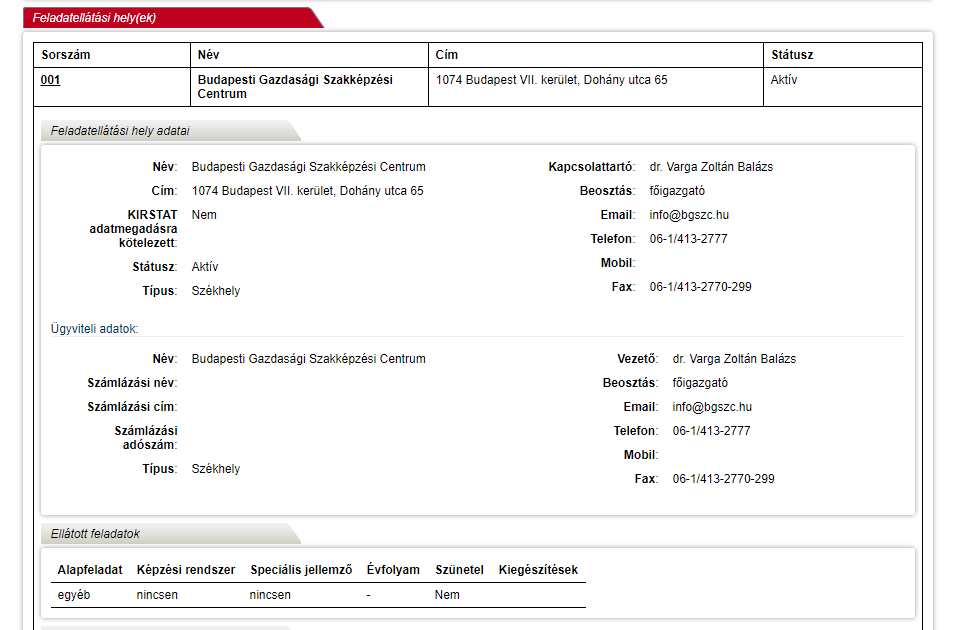 Feladatellátási hely(ek)
Sorszám Név Cím Státusz
001 Budapesti Gazdasági Szakképzési 1074 Budapest VII. kerület, Dohány utca 65 Aktív
Centrum
Feladatellátási hely adatai
Név: Budapesti Gazdasági Szakképzési Centrum Kapcsolattartó: dr. Varga Zoltán Balázs
Cím: 1074 Budapest VII. kerület, Dohány utca 65 Beosztás: főigazgató
KIRSTAT Nem Email: info@bgszc.hu
adatmegadásra
kötelezett:
Telefon: 06-1/413-2777
Státusz: Aktív Mobil:
Típus: Székhely Fax: 06-1/413-2770-299
Ügyviteli adatok:
Név: Budapesti Gazdasági Szakképzési Centrum Vezető: dr. Varga Zoltán Balázs
Számlázási név: Beosztás: főigazgató
Számlázási cím: Email: info@bgszc.hu
Számlázási Telefon: 06-1/413-2777
adószám:
Mobil:
Típus: Székhely Fax: 06-1/413-2770-299
Ellátott feladatok
Alapfeladat Képzési rendszer Speciális jellemző Évfolyam Szünetel Kiegészítések
egyéb nincsen nincsen - Nem